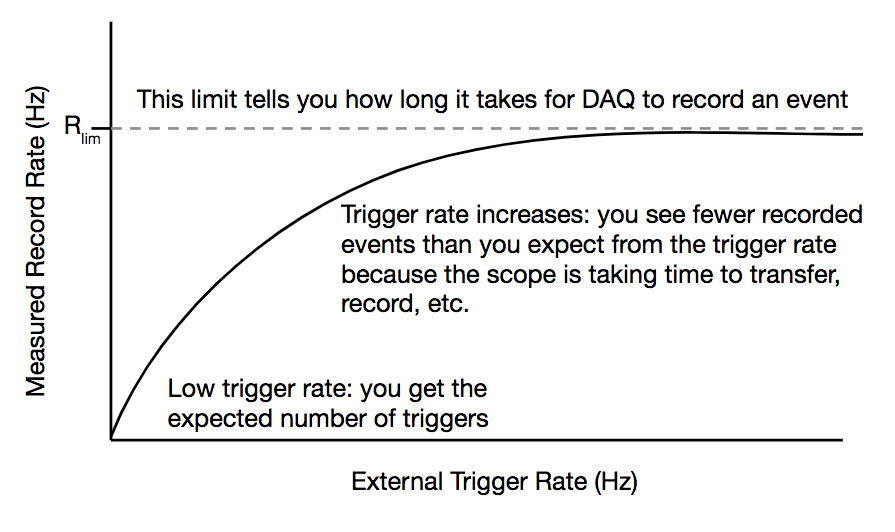 This limit tells you how long it takes for DAQ to record an event
Rlim
Measured Record Rate (Hz)
Trigger rate increases: you see fewer recorded
events than you expect from the trigger rate
because the scope is taking time to transfer,
record, etc.
Low trigger rate: you get the
expected number of triggers
External Trigger Rate (Hz)